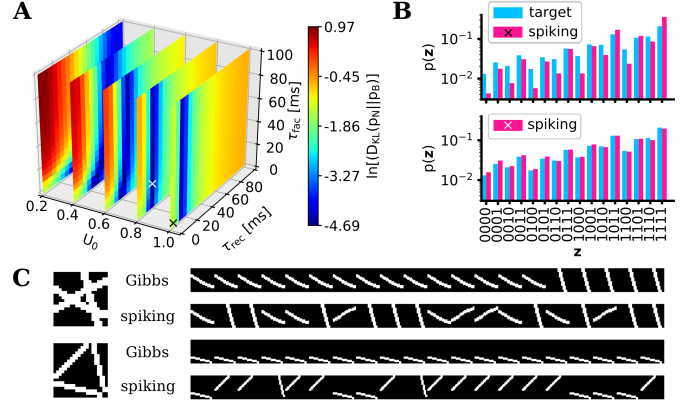 A
B
0.97
-0.45
-1.86
-3.27
-4.69
ln[(D_KL(p_N||p_B)]
100
80
60
40
20
0
τ_fac [ms]
0.2
0.4
0.6
0.8
1.0
U_0
0
20
40
60
80
τ_rec [ms]
target
spiking
10^-1
10^-2
p(z)
spiking
10^-1
10^-2
p(z)
0000
0001
0010
0011
0100
0101
0110
0111
1000
1001
1010
1011
1100
1101
1110
1111
z
C
Gibbs
spiking
Gibbs
spiking